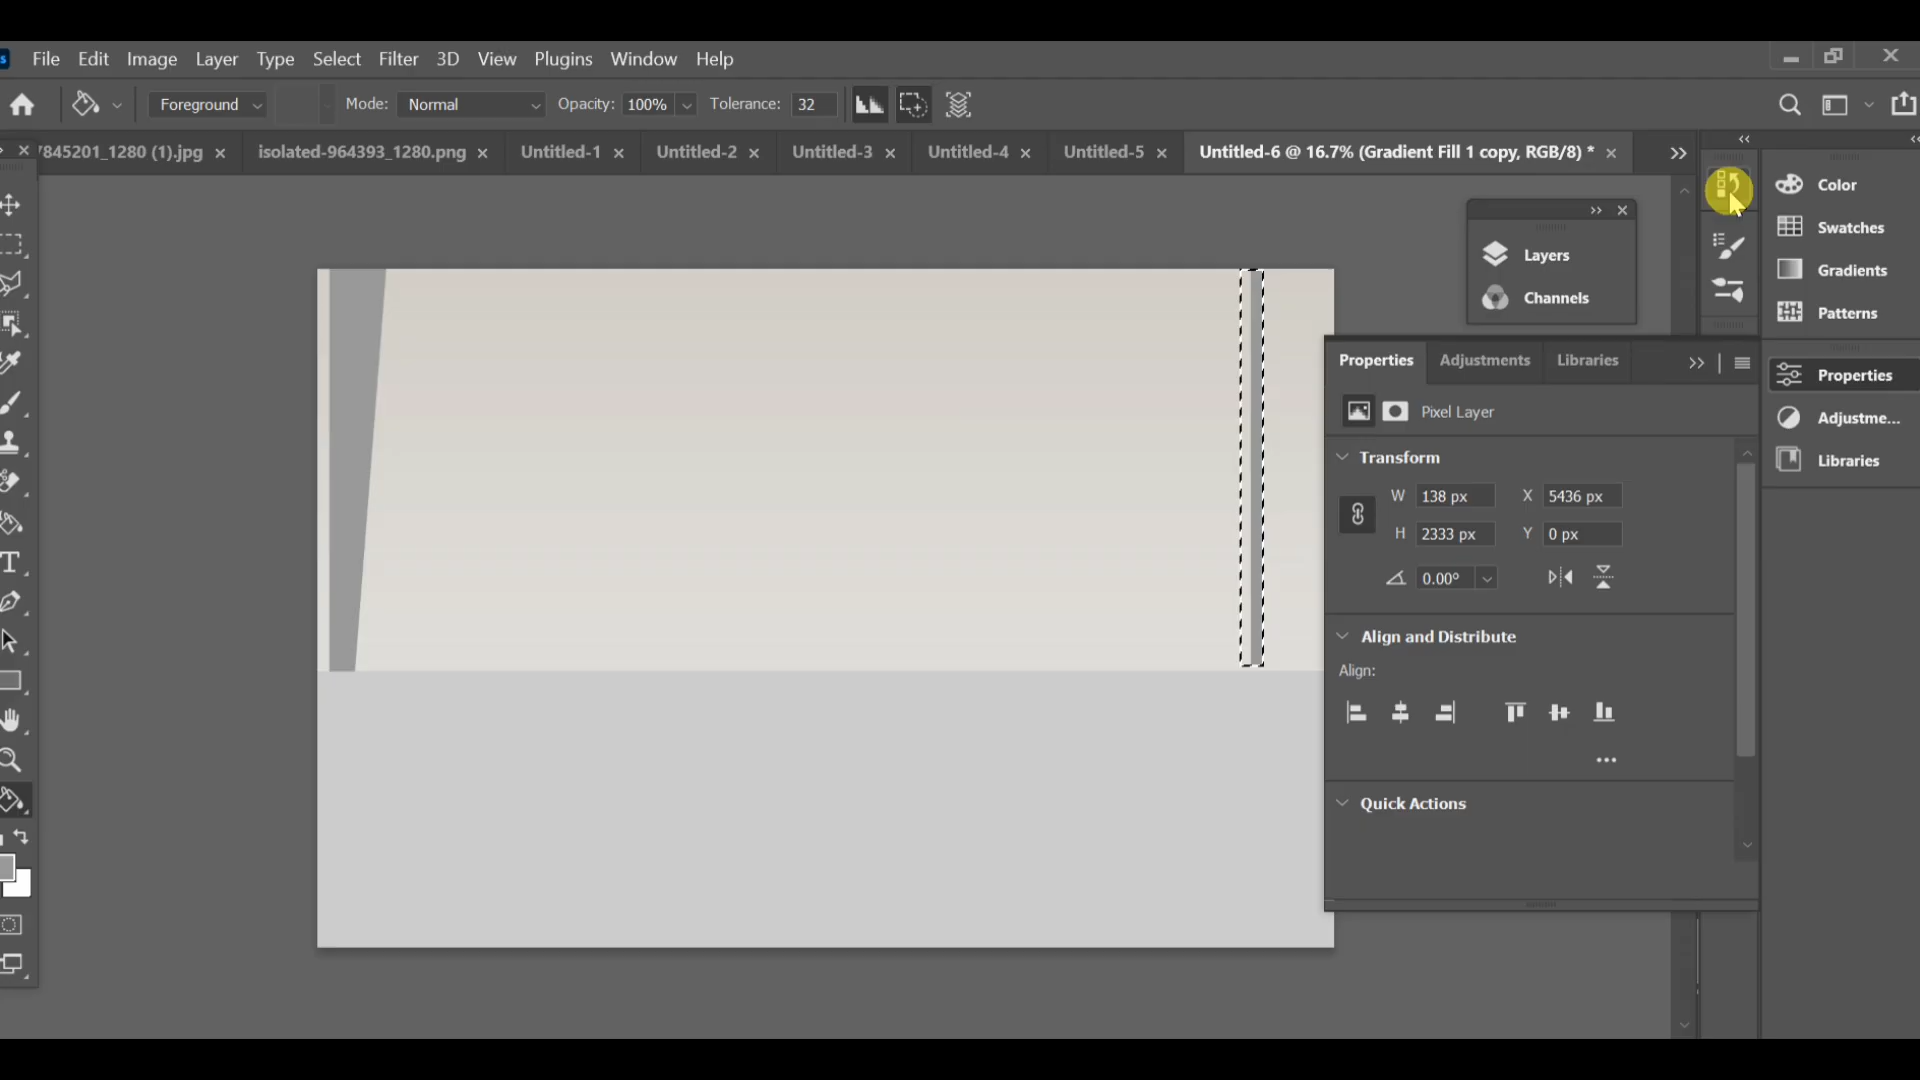 File Edit Image Layer Type Select Filter 3D View Plugins Window Help
Foreground Mode: Normal Opacity: 100% Tolerance: 32
7845201_1280 (1).jpg isolated-964393_1280.png Untitled-1 Untitled-2 Untitled-3 Untitled-4 Untitled-5 Untitled-6 @ 16.7% (Gradient Fill 1 copy, RGB/8) *
Layers
Channels
Color
Swatches
Gradients
Patterns
Properties
Adjustme...
Libraries
Properties Adjustments Libraries
Pixel Layer
Transform
W 138 px X 5436 px
H 2333 px Y 0 px
0.00°
Align and Distribute
Align:
Quick Actions